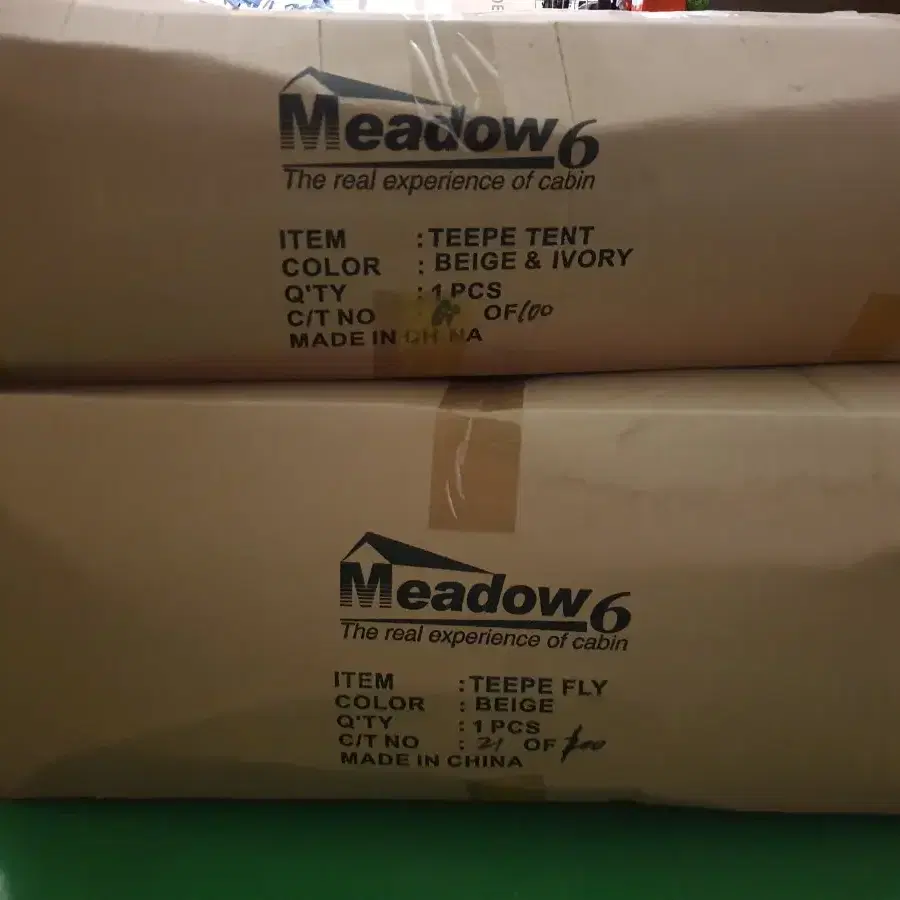 Meadow6
The real experience of cabin
ITEM : TEEPE TENT
COLOR : BEIGE & IVORY
Q'TY : 1 PCS
C/T NO OF 100
MADE IN CHINA
Meadow6
The real experience of cabin
ITEM : TEEPE FLY
COLOR : BEIGE
Q'TY : 1 PCS
C/T NO : 21 OF
MADE IN CHINA